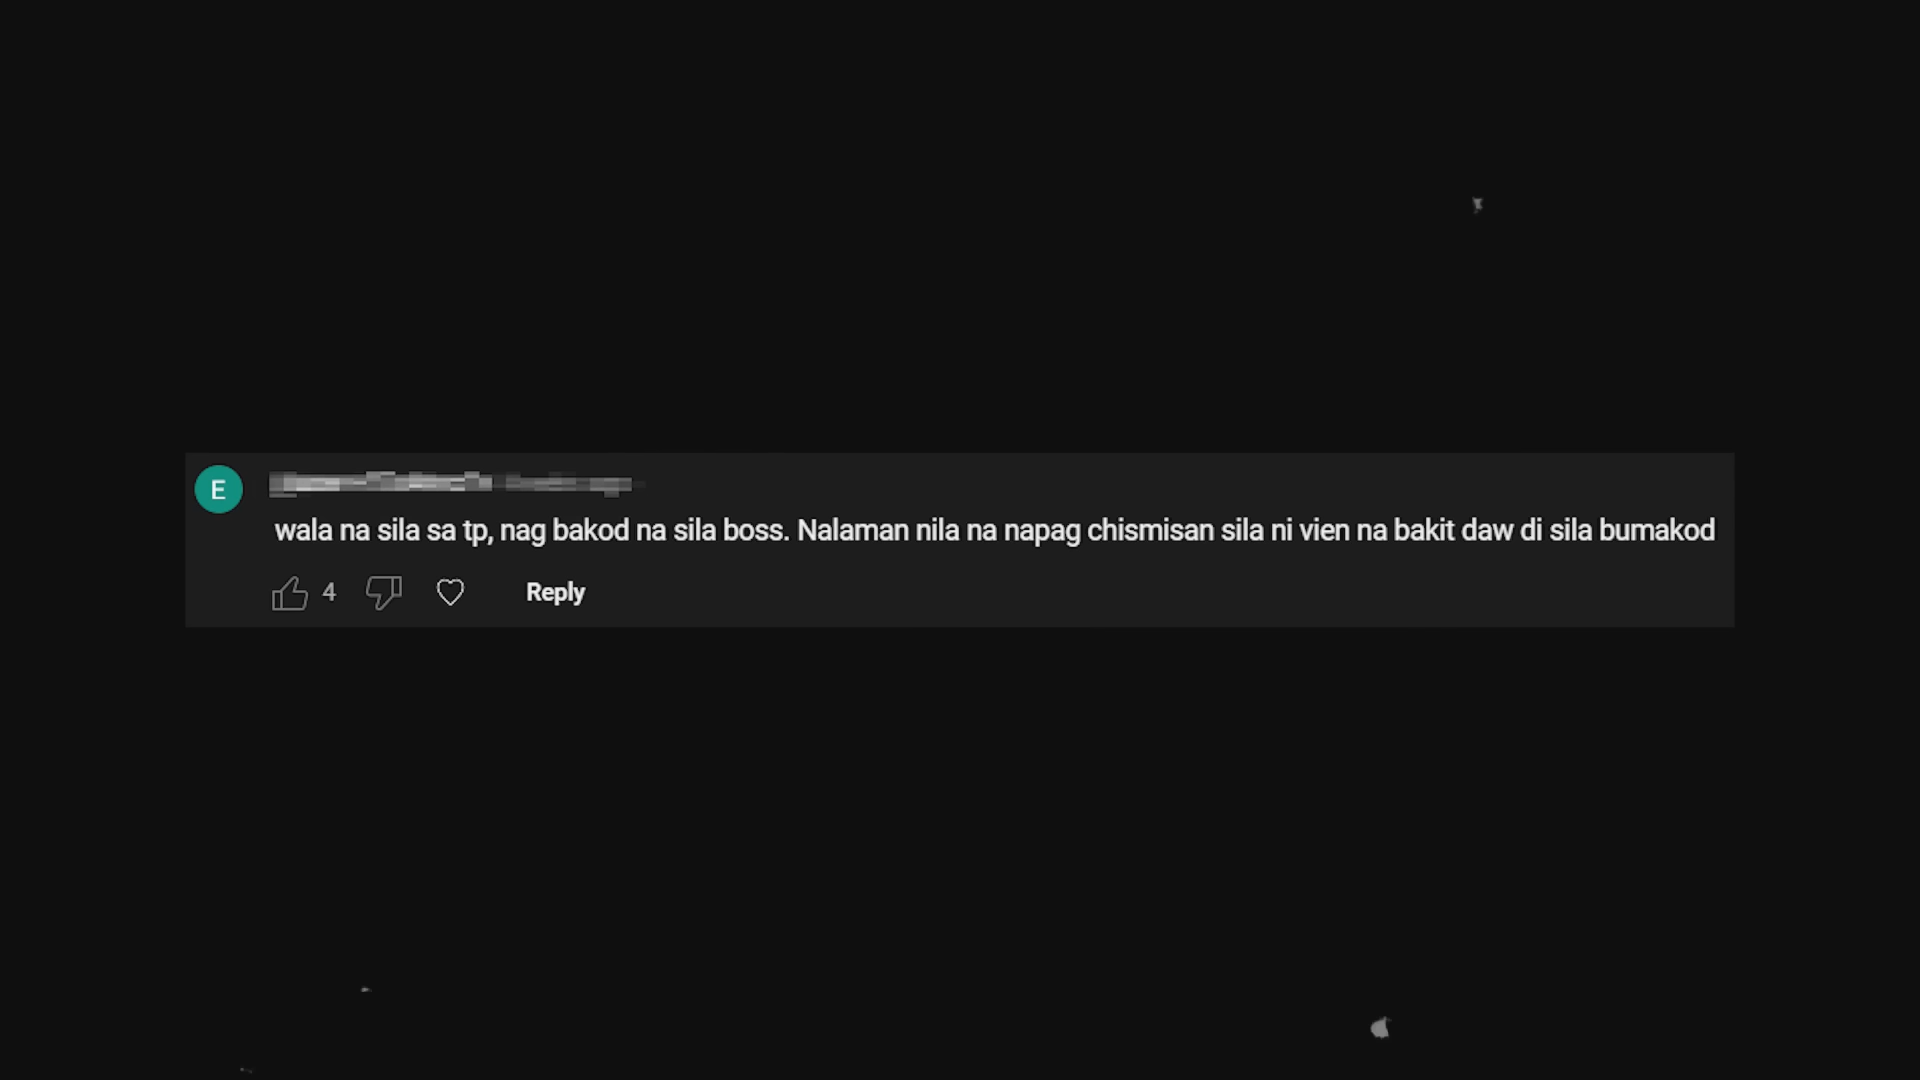 E
wala na sila sa tp, nag bakod na sila boss. Nalaman nila na napag chismisan sila ni vien na bakit daw di sila bumakod
4 Reply